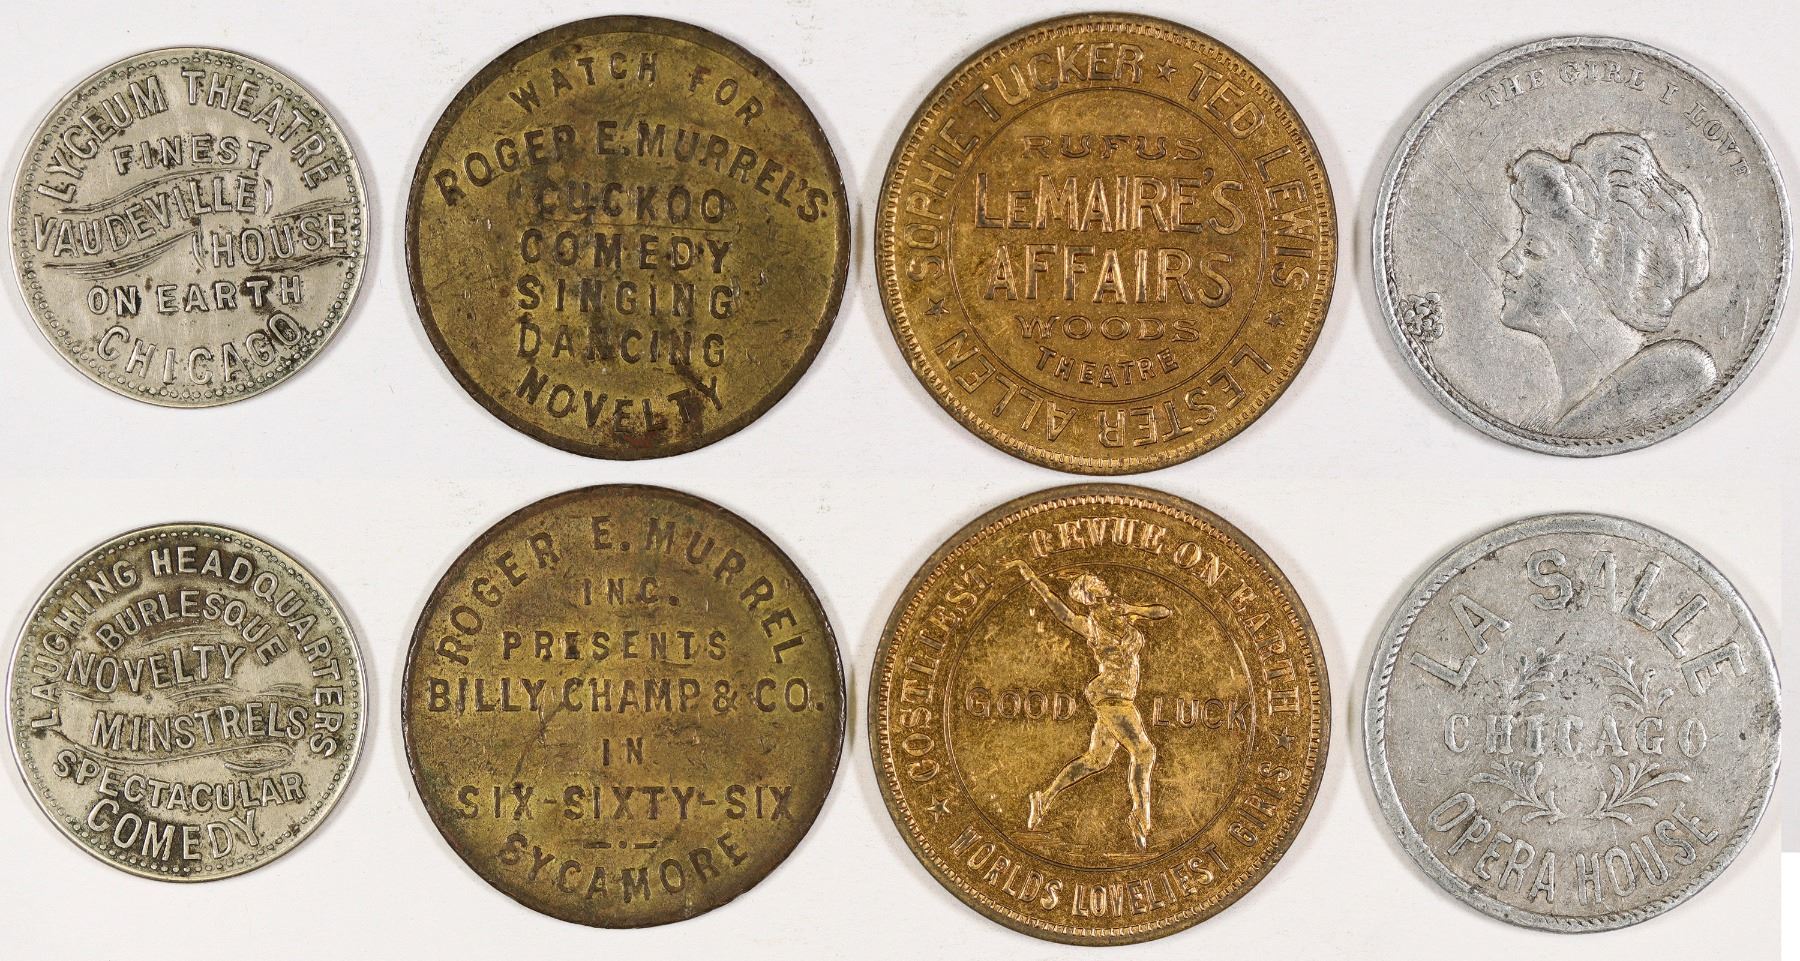 LYCEUM THEATRE
FINEST
VAUDEVILLE
HOUSE
ON EARTH
CHICAGO
WATCH FOR
ROGER E. MURREL'S
CUCKOO
COMEDY
SINGING
DANCING
NOVELTY
SOPHIE TUCKER ★ TED LEWIS ★ LESTER ALLEN ★
RUFUS
LEMAIRE'S
AFFAIRS
WOODS
THEATRE
THE GIRL I LOVE
LAUGHING HEADQUARTERS
BURLESQUE
NOVELTY
MINSTRELS
SPECTACULAR
COMEDY
ROGER E. MURREL
INC.
PRESENTS
BILLY CHAMP & CO.
IN
SIX-SIXTY-SIX
SYCAMORE
COSTLIEST REVUE ON EARTH
GOOD LUCK
★ WORLDS LOVELIEST GIRLS ★
LA SALLE
CHICAGO
OPERA HOUSE